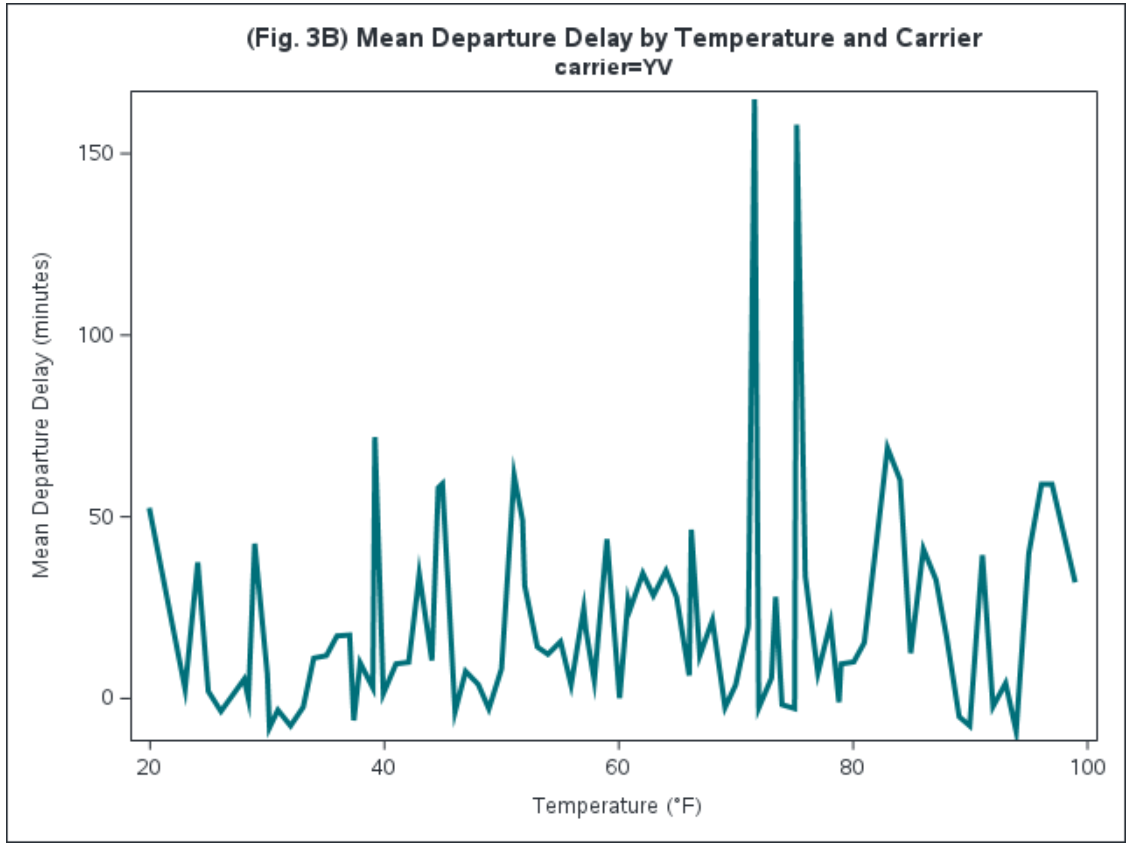 (Fig. 3B) Mean Departure Delay by Temperature and Carrier
carrier=YV
Mean Departure Delay (minutes)
150
100
50
0
20 40 60 80 100
Temperature (°F)